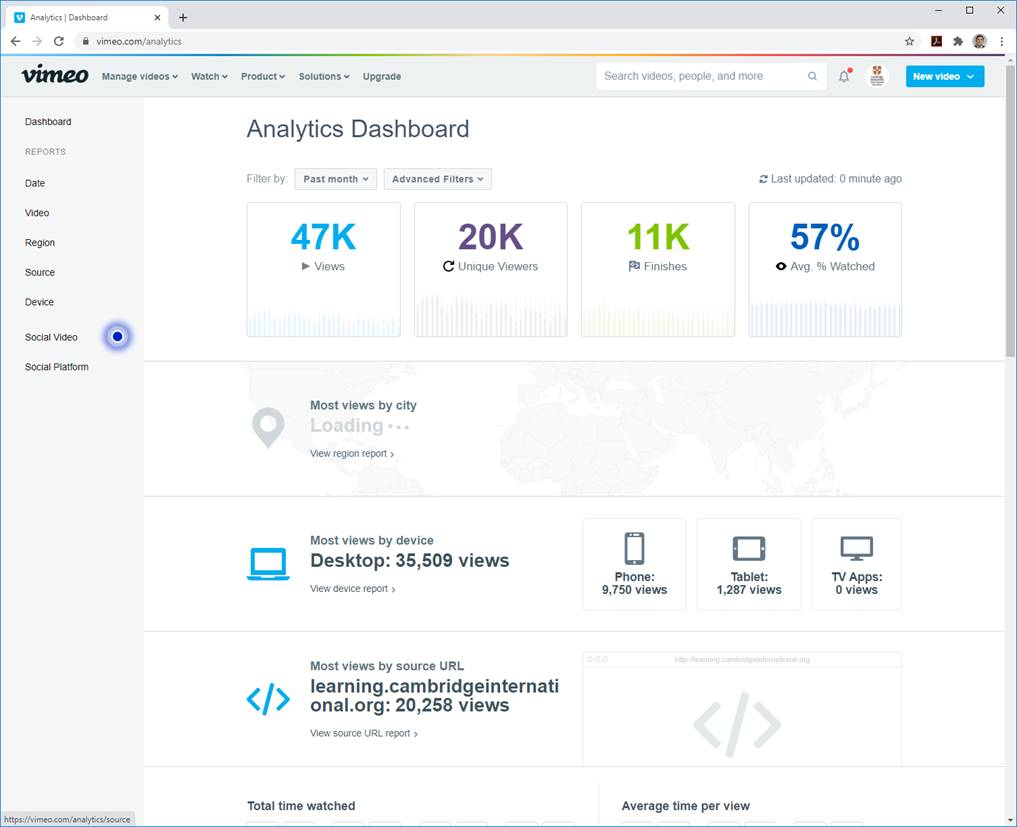 Analytics | Dashboard
vimeo.com/analytics
vimeo
Manage videos Watch Product Solutions Upgrade
Search videos, people, and more
New video
Dashboard
REPORTS
Date
Video
Region
Source
Device
Social Video
Social Platform
Analytics Dashboard
Filter by: Past month Advanced Filters
Last updated: 0 minute ago
47K
Views
20K
Unique Viewers
11K
Finishes
57%
Avg. % Watched
Most views by city
Loading
View region report
Most views by device
Desktop: 35,509 views
View device report
Phone:
9,750 views
Tablet:
1,287 views
TV Apps:
0 views
Most views by source URL
learning.cambridgeinternati
onal.org: 20,258 views
View source URL report
http://learning.cambridgeinternational.org
Total time watched
Average time per view
https://vimeo.com/analytics/source